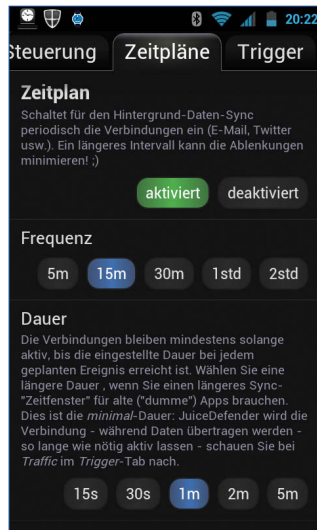 20:22
Steuerung Zeitpläne Trigger
Zeitplan
Schaltet für den Hintergrund-Daten-Sync
periodisch die Verbindungen ein (E-Mail, Twitter
usw.). Ein längeres Intervall kann die Ablenkungen
minimieren! ;)
aktiviert deaktiviert
Frequenz
5m 15m 30m 1std 2std
Dauer
Die Verbindungen bleiben mindestens solange
aktiv, bis die eingestellte Dauer bei jedem
geplanten Ereignis erreicht ist. Wählen Sie eine
längere Dauer , wenn Sie einen längeres Sync-
"Zeitfenster" für alte ("dumme") Apps brauchen.
Dies ist die minimal-Dauer: JuiceDefender wird die
Verbindung - während Daten übertragen werden -
so lange wie nötig aktiv lassen - schauen Sie bei
Traffic im Trigger-Tab nach.
15s 30s 1m 2m 5m